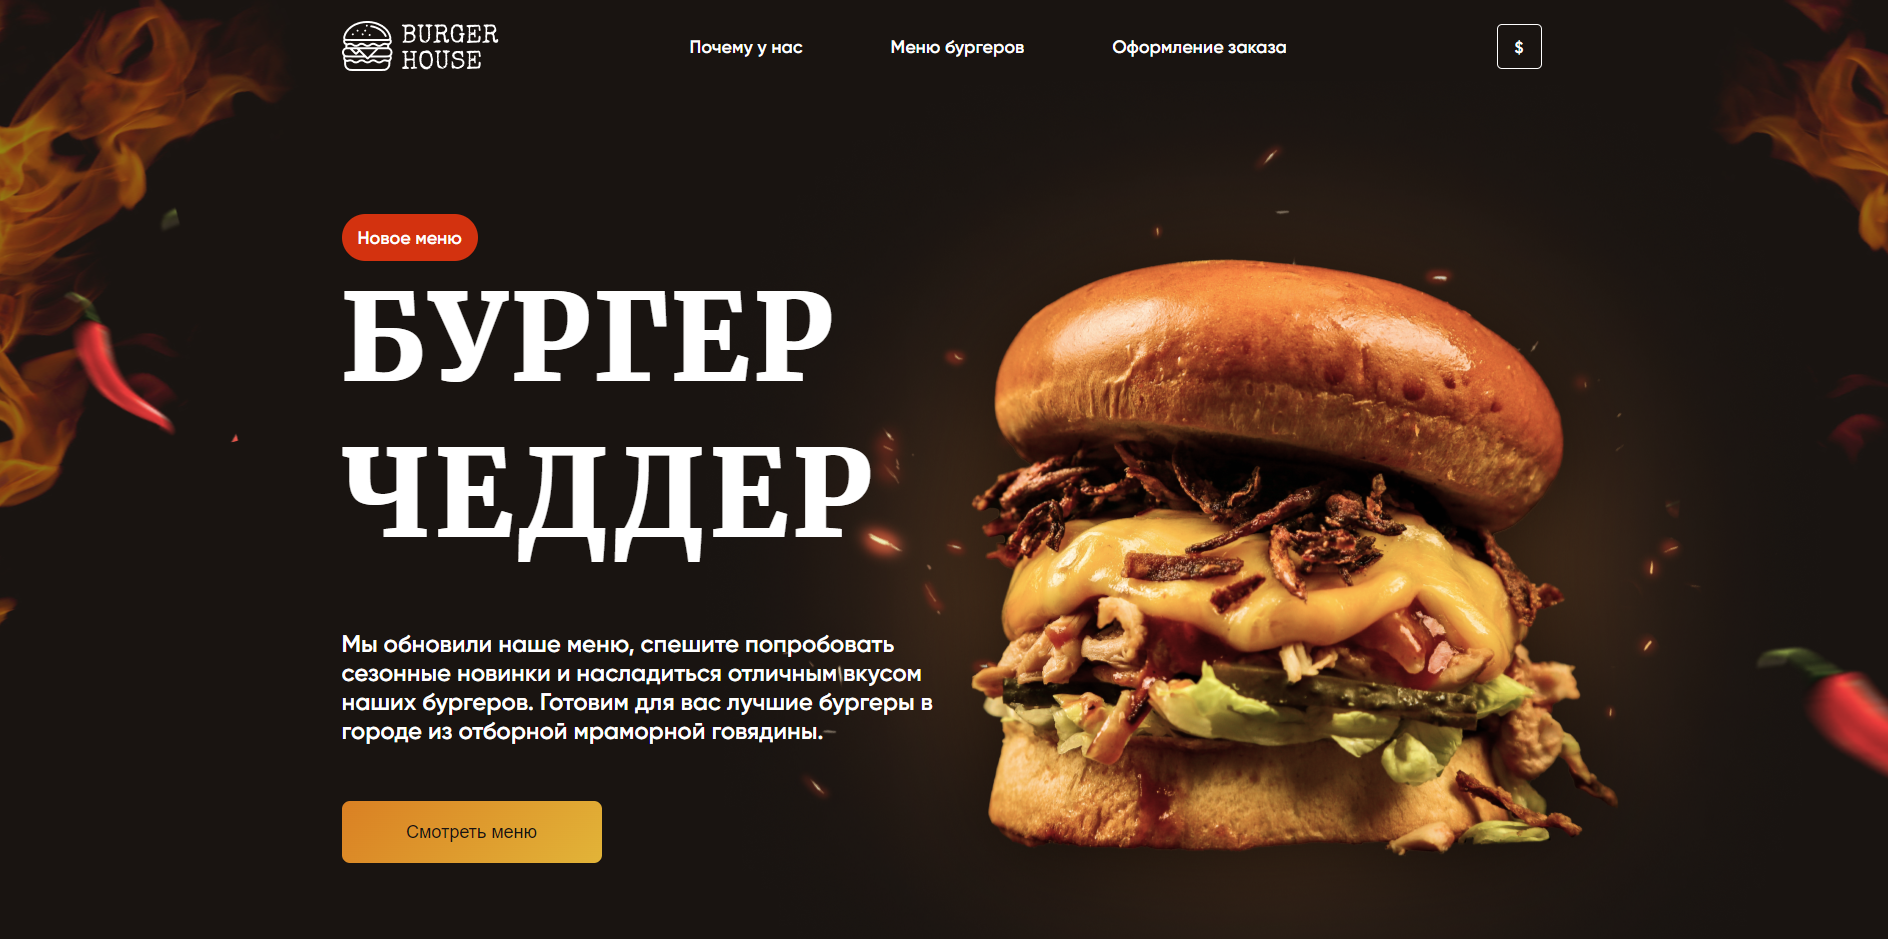 BURGER
HOUSE
Почему у нас
Меню бургеров
Оформление заказа
$
Новое меню
БУРГЕР
ЧЕДДЕР
Мы обновили наше меню, спешите попробовать
сезонные новинки и насладиться отличным вкусом
наших бургеров. Готовим для вас лучшие бургеры в
городе из отборной мраморной говядины.
Смотреть меню